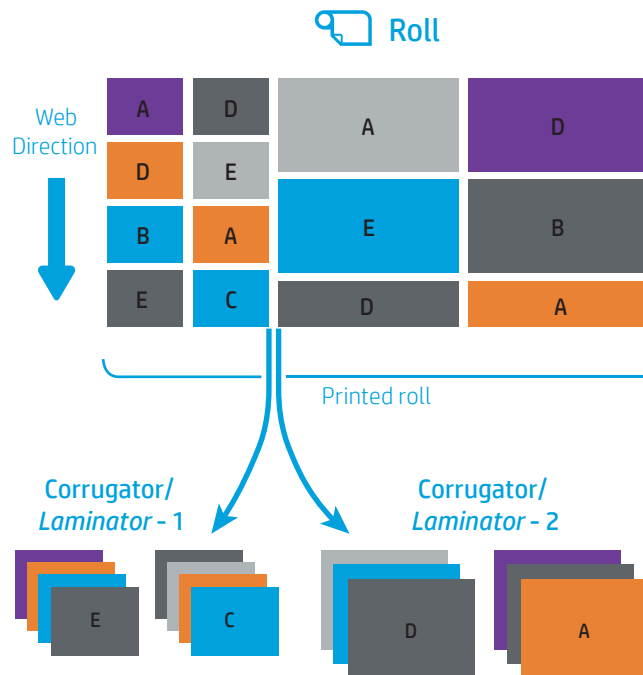 Roll
Web
Direction
A
D
A
D
D
E
B
A
E
B
E
C
D
A
Printed roll
Corrugator/
Laminator - 1
Corrugator/
Laminator - 2
E
C
D
A